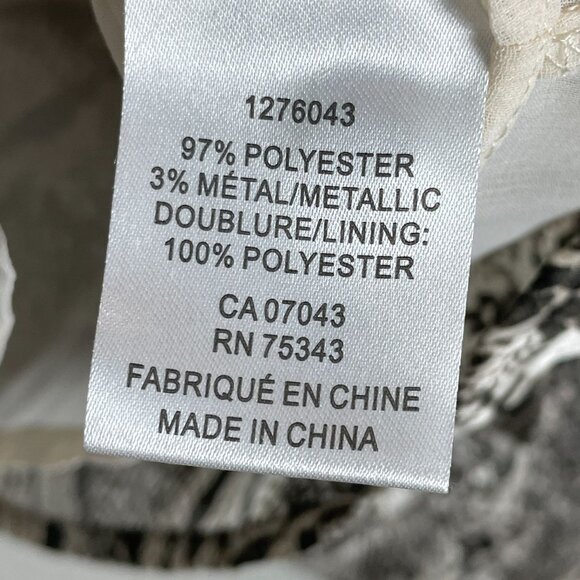 1276043
97% POLYESTER
3% MÉTAL/METALLIC
DOUBLURE/LINING:
100% POLYESTER
CA 07043
RN 75343
FABRIQUÉ EN CHINE
MADE IN CHINA